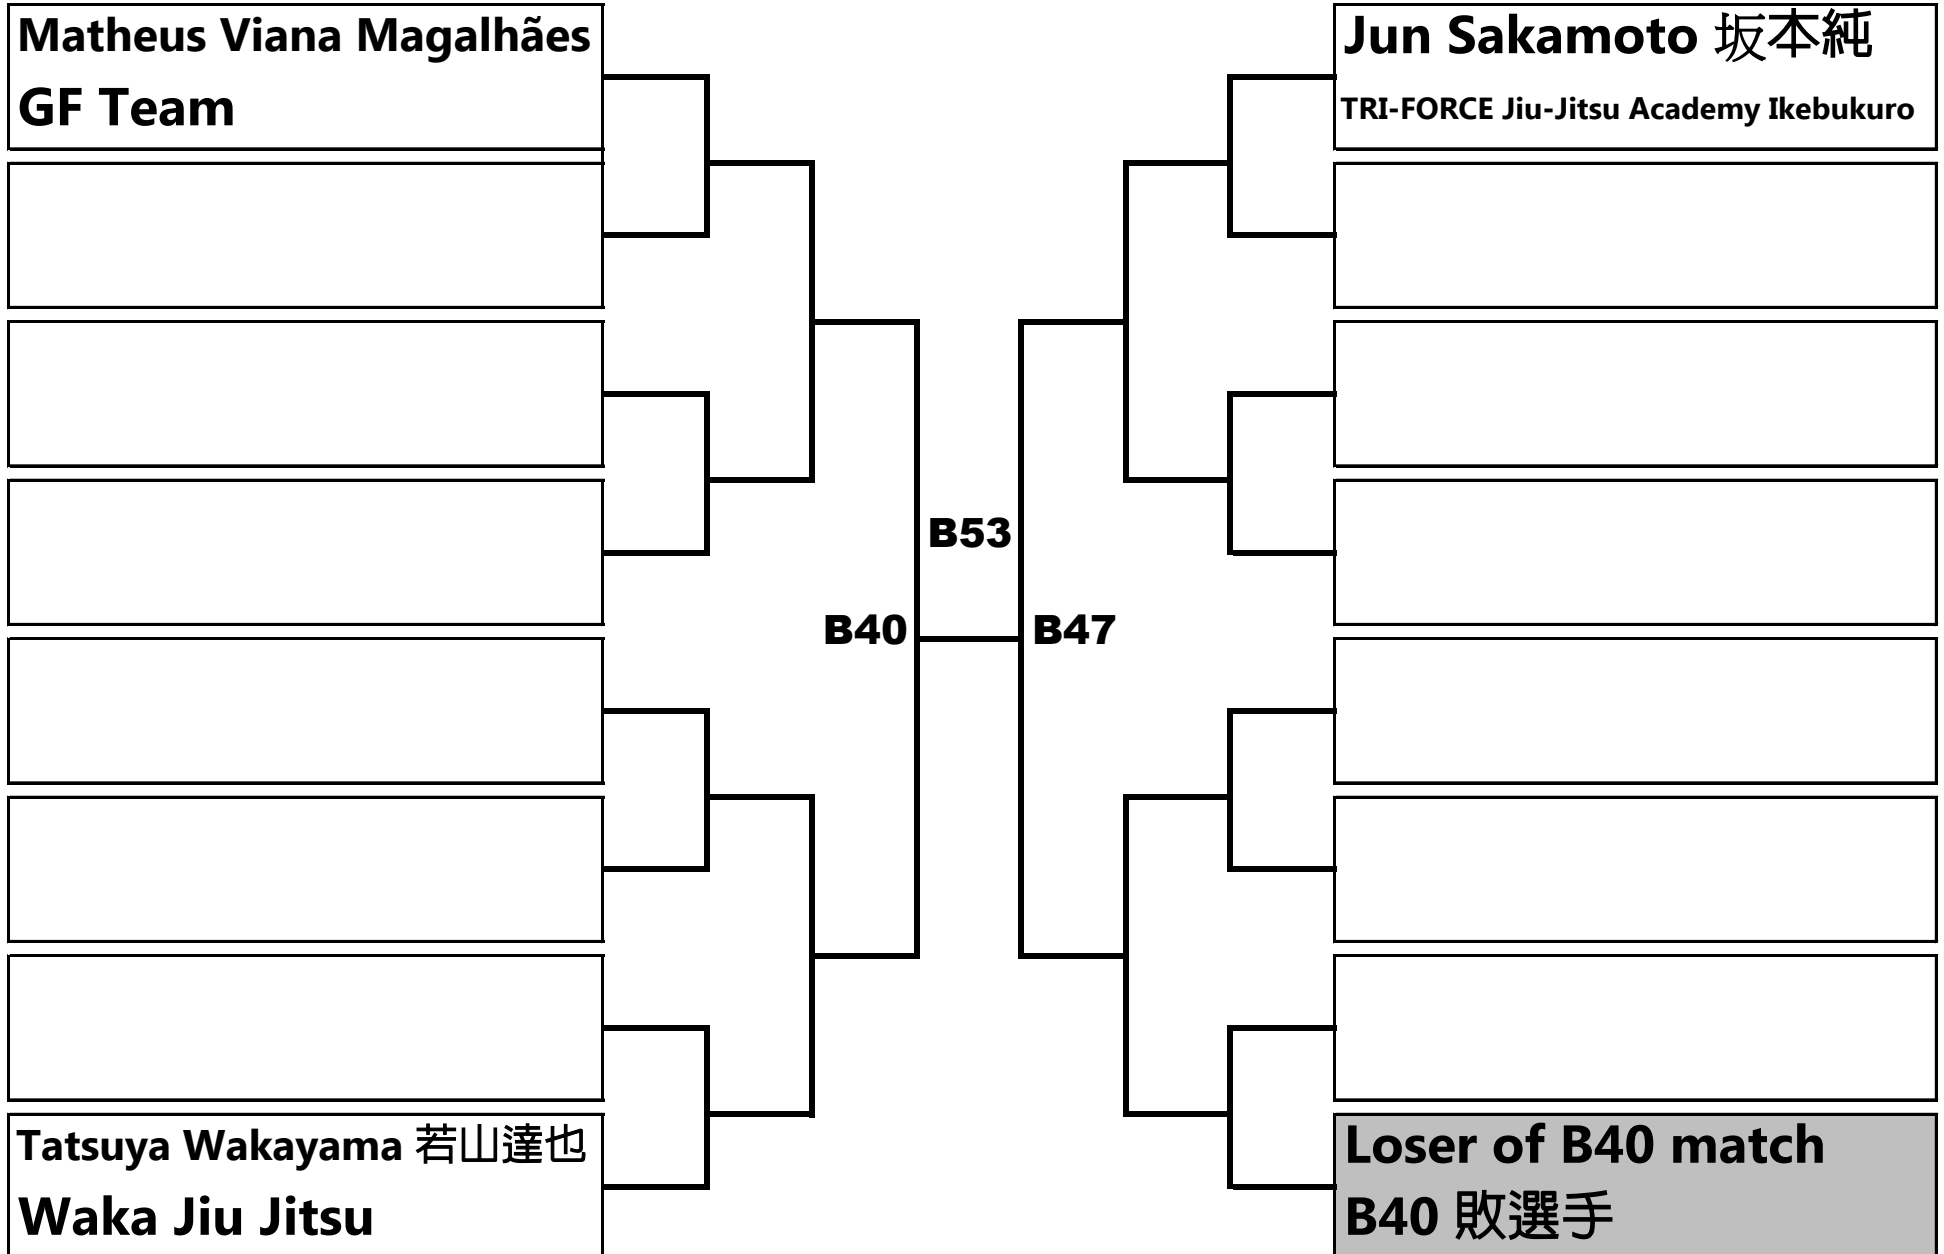 Matheus Viana Magalhães
GF Team
Jun Sakamoto 坂本純
TRI-FORCE Jiu-Jitsu Academy Ikebukuro
B53
B40
B47
Tatsuya Wakayama 若山達也
Waka Jiu Jitsu
Loser of B40 match
B40 敗選手